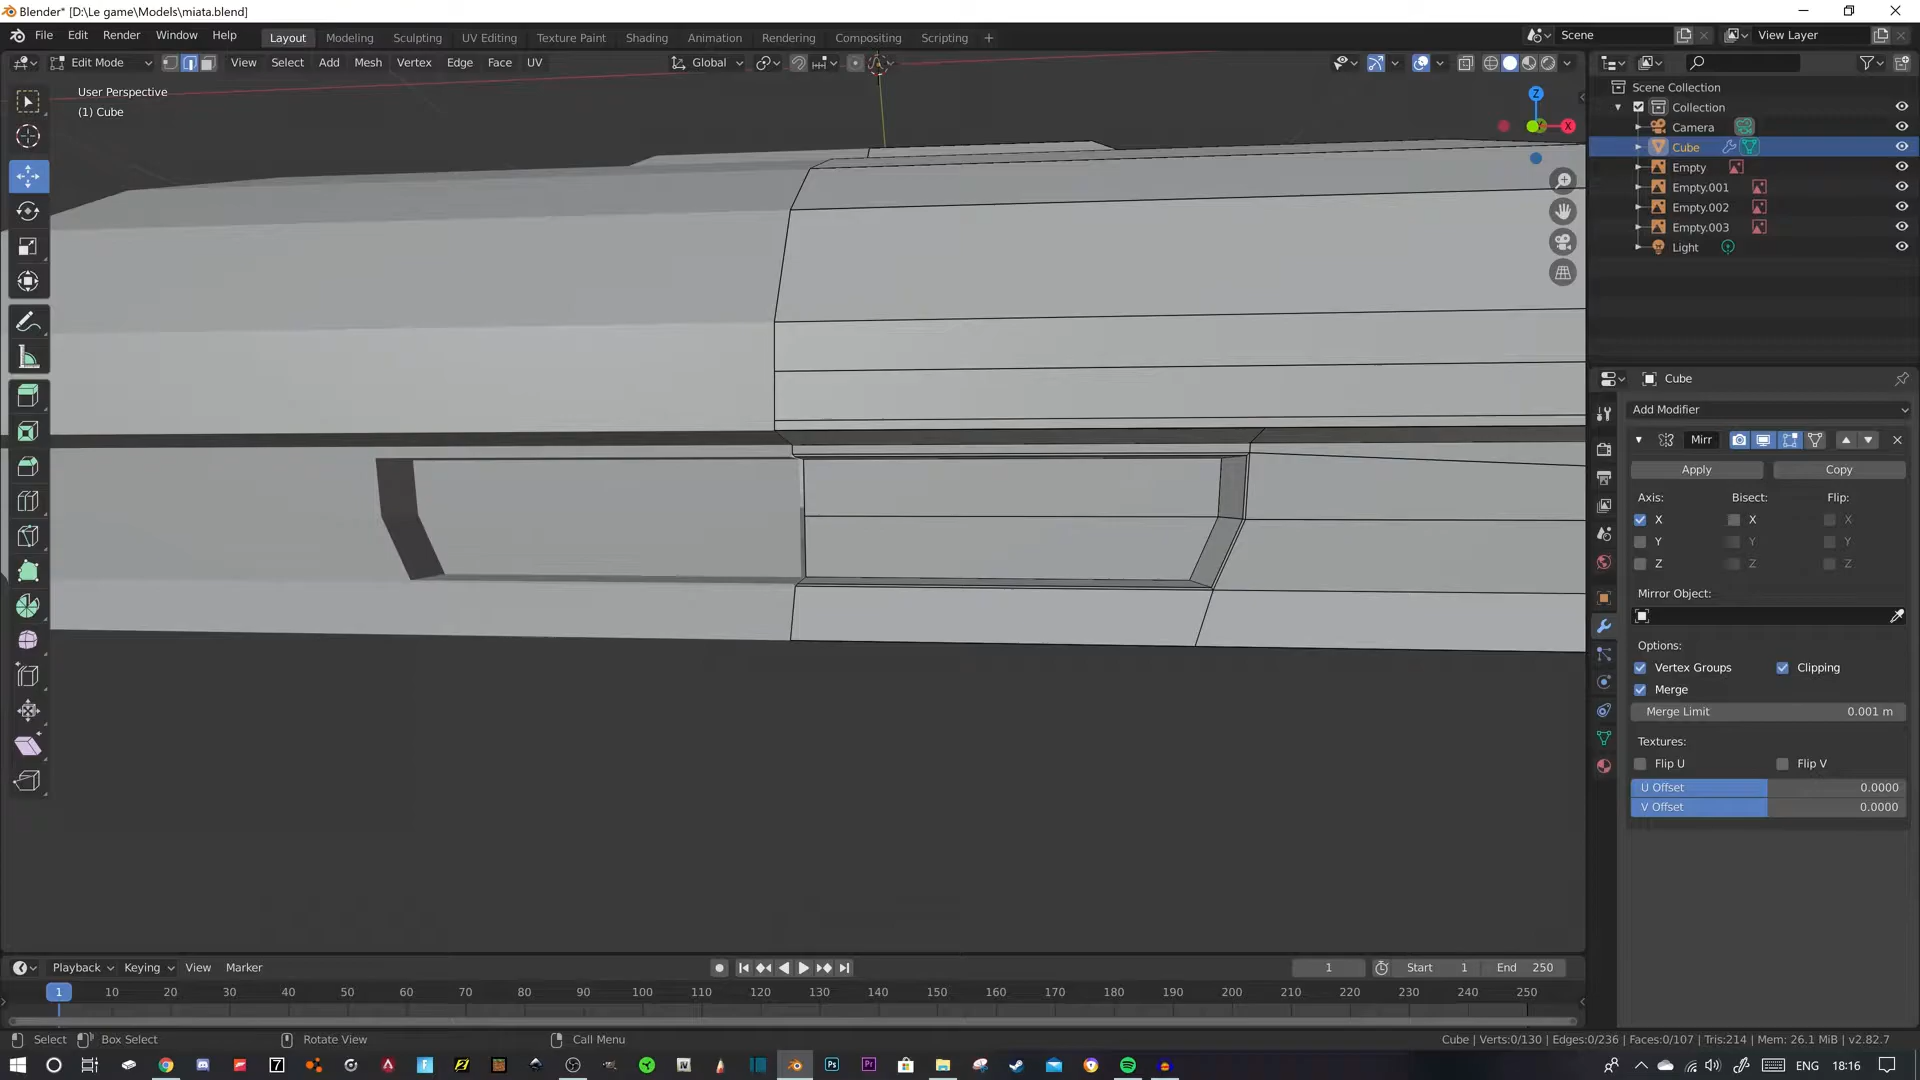 Blender* [D:\Le game\Models\miata.blend]
File Edit Render Window Help Layout Modeling Sculpting UV Editing Texture Paint Shading Animation Rendering Compositing Scripting + Scene View Layer
Edit Mode View Select Add Mesh Vertex Edge Face UV Global
User Perspective
(1) Cube
Z
X
Scene Collection
Collection
Camera
Cube
Empty
Empty.001
Empty.002
Empty.003
Light
Cube
Add Modifier
Mirr
Apply Copy
Axis: Bisect: Flip:
X X X
Y Y Y
Z Z Z
Mirror Object:
Options:
Vertex Groups Clipping
Merge
Merge Limit 0.001 m
Textures:
Flip U Flip V
U Offset 0.0000
V Offset 0.0000
Playback Keying View Marker 1 Start 1 End 250
1 10 20 30 40 50 60 70 80 90 100 110 120 130 140 150 160 170 180 190 200 210 220 230 240 250
Select Box Select Rotate View Call Menu Cube | Verts:0/130 | Edges:0/236 | Faces:0/107 | Tris:214 | Mem: 26.1 MiB | v2.82.7
7 IV Ps Pr ENG 18:16